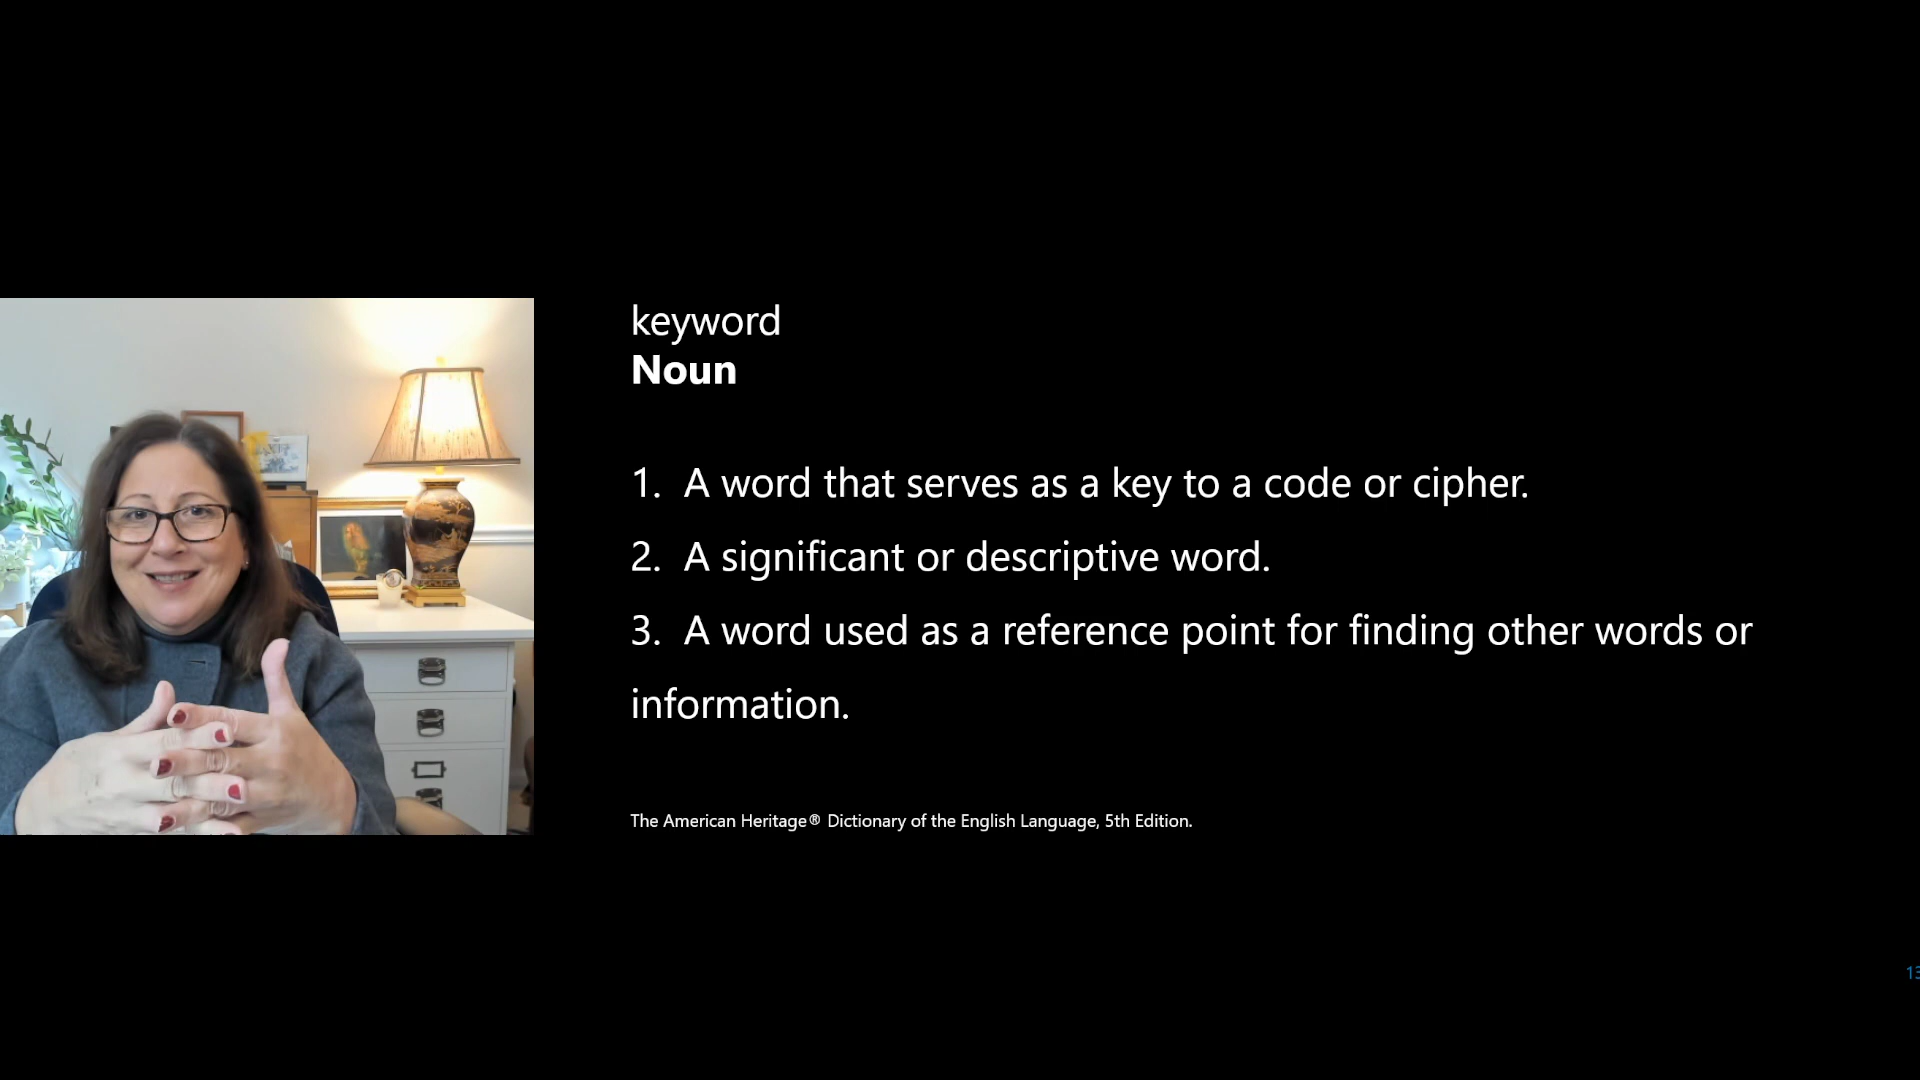 keyword
Noun
1. A word that serves as a key to a code or cipher.
2. A significant or descriptive word.
3. A word used as a reference point for finding other words or
information.
The American Heritage® Dictionary of the English Language, 5th Edition.
13